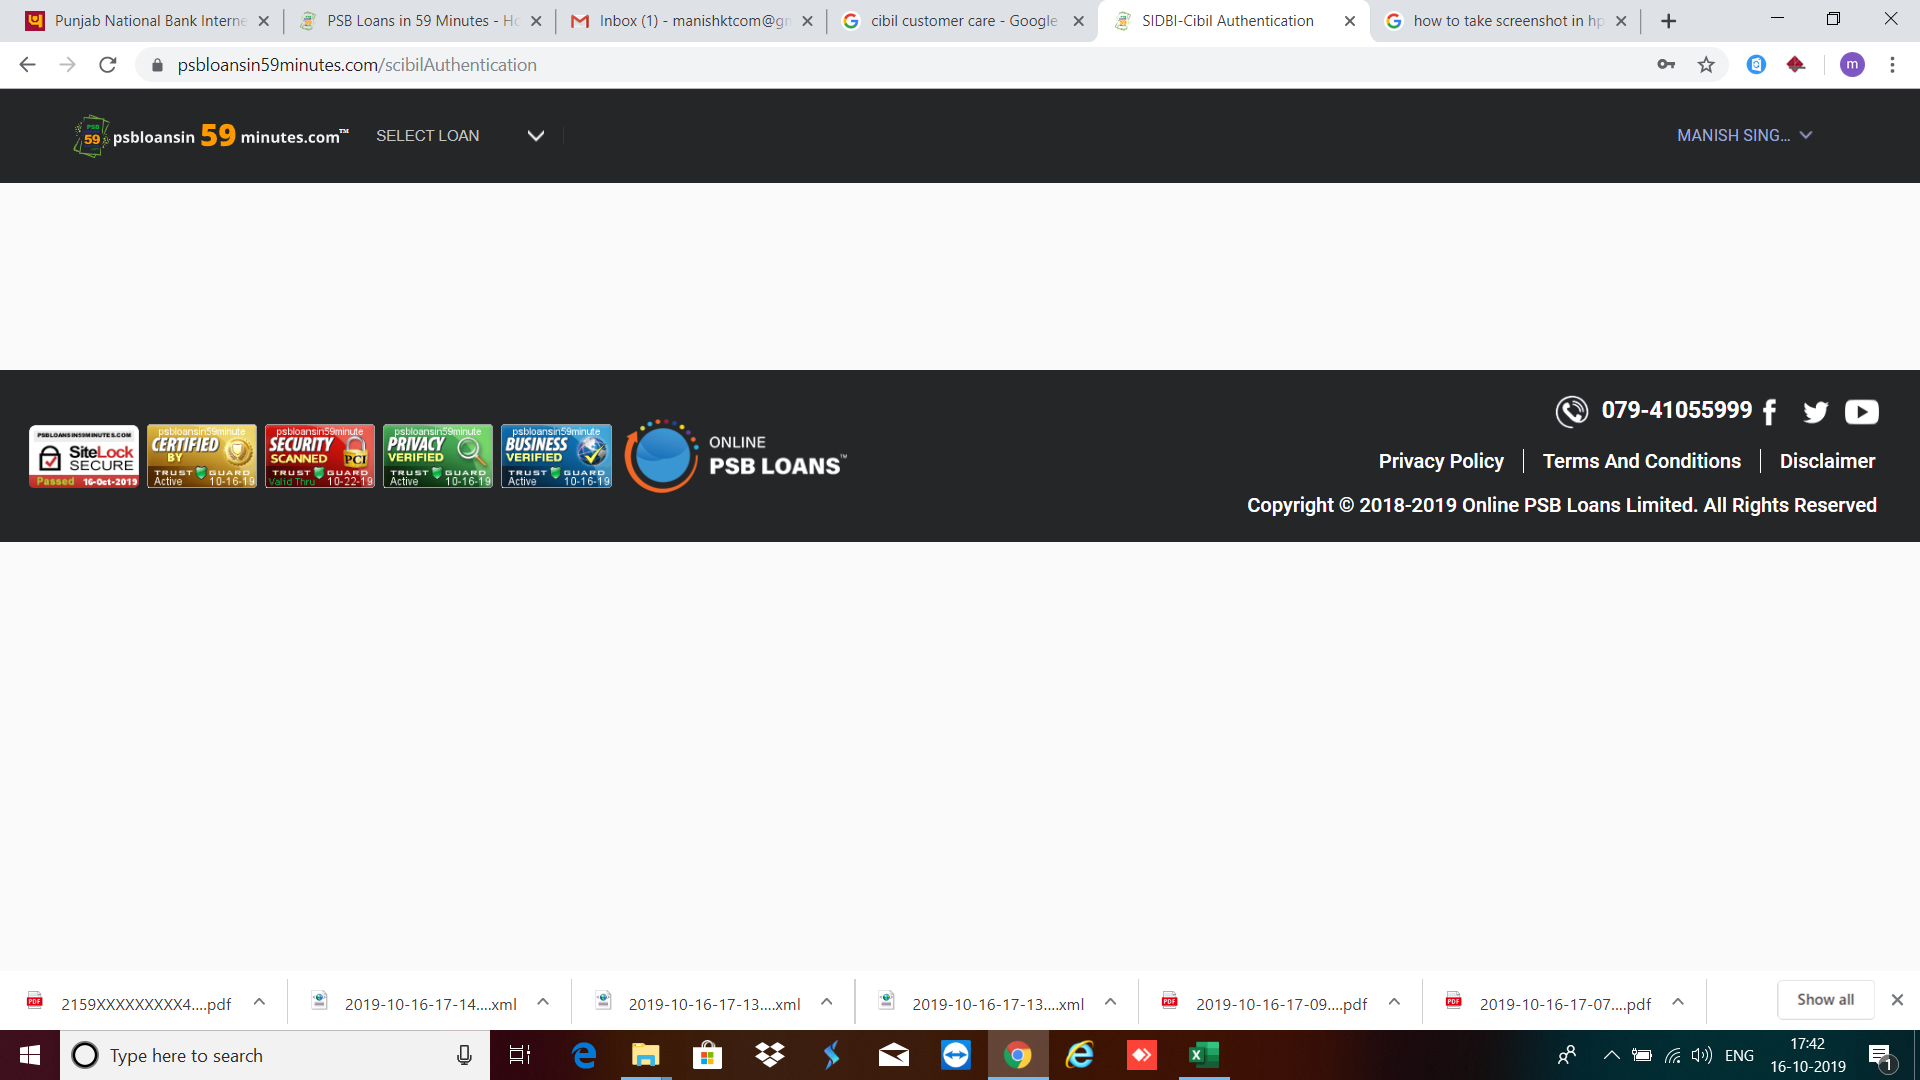 Punjab National Bank Interne
PSB Loans in 59 Minutes - Ho
Inbox (1) - manishktcom@gm
cibil customer care - Google
SIDBI-Cibil Authentication
how to take screenshot in hp
psbloansin59minutes.com/scibilAuthentication
m
PSB
59
psbloansin 59 minutes.com™
SELECT LOAN
MANISH SING...
079-41055999
PSBLOANSIN59MINUTES.COM
SiteLock
SECURE
Passed 16-Oct-2019
psbloansin59minute
CERTIFIED
BY
TRUST GUARD
Active 10-16-19
psbloansin59minute
SECURITY
SCANNED PCI
TRUST GUARD
Valid Thru 10-22-19
psbloansin59minute
PRIVACY
VERIFIED
TRUST GUARD
Active 10-16-19
psbloansin59minute
BUSINESS
VERIFIED
TRUST GUARD
Active 10-16-19
ONLINE
PSB LOANS™
Privacy Policy
Terms And Conditions
Disclaimer
Copyright © 2018-2019 Online PSB Loans Limited. All Rights Reserved
2159XXXXXXXXX4....pdf
2019-10-16-17-14....xml
2019-10-16-17-13....xml
2019-10-16-17-13....xml
2019-10-16-17-09....pdf
2019-10-16-17-07....pdf
Show all
Type here to search
ENG
17:42
16-10-2019
1